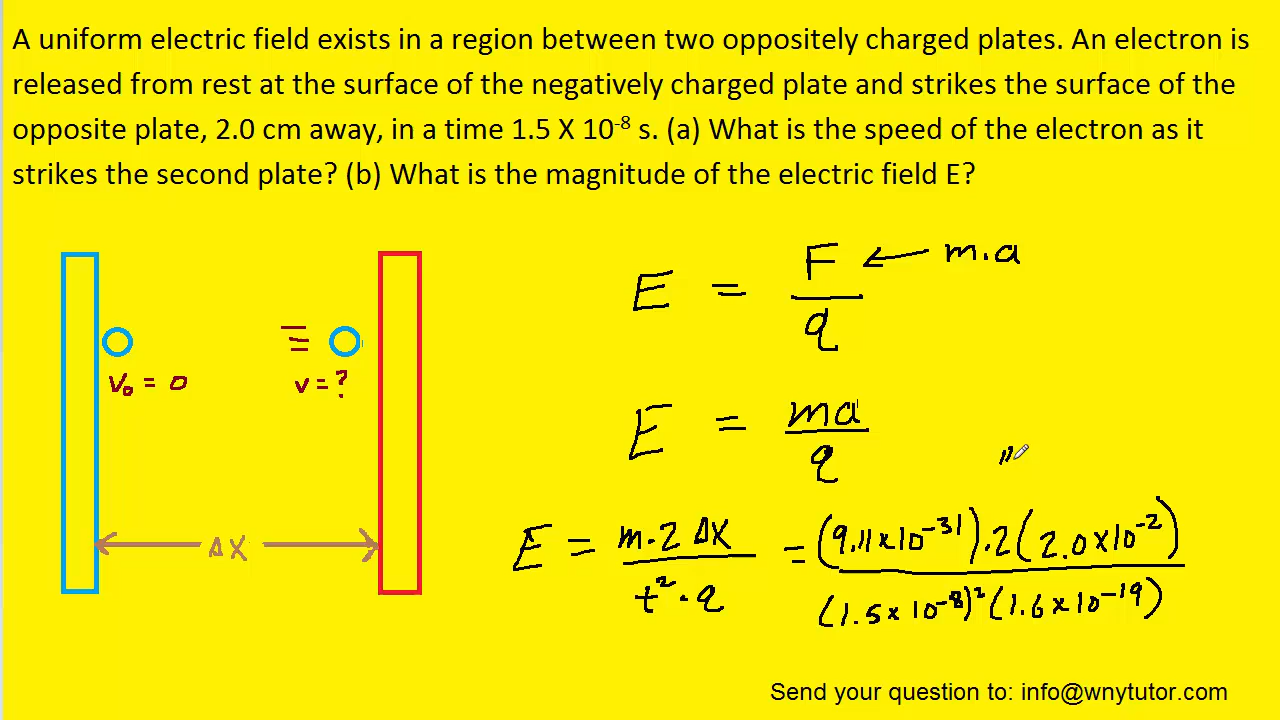 A uniform electric field exists in a region between two oppositely charged plates. An electron is
released from rest at the surface of the negatively charged plate and strikes the surface of the
opposite plate, 2.0 cm away, in a time 1.5 X 10⁻⁸ s. (a) What is the speed of the electron as it
strikes the second plate? (b) What is the magnitude of the electric field E?
V₀ = 0
v = ?
ΔX
E = F/q ← m.a
E = ma/q
E = m·2 ΔX / t²·q = (9.11x10⁻³¹)·2(2.0x10⁻²) / (1.5x10⁻⁸)²(1.6x10⁻¹⁹)
Send your question to: info@wnytutor.com